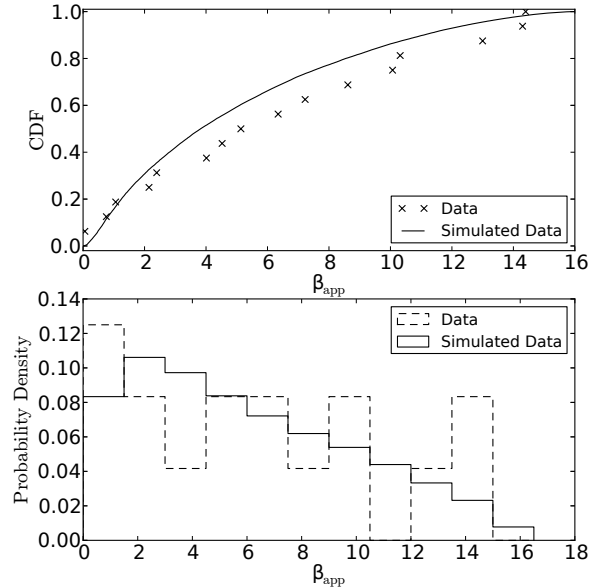 1.0
0.8
0.6
0.4
0.2
0.0
CDF
Data
Simulated Data
0 2 4 6 8 10 12 14 16
βapp
0.14
0.12
0.10
0.08
0.06
0.04
0.02
0.00
Probability Density
Data
Simulated Data
0 2 4 6 8 10 12 14 16 18
βapp